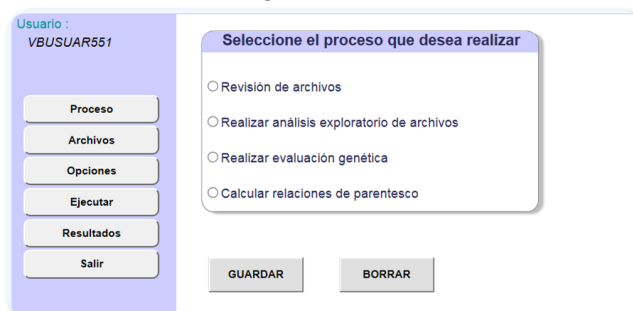 Usuario :
VBUSUAR551
Proceso
Archivos
Opciones
Ejecutar
Resultados
Salir
Seleccione el proceso que desea realizar
Revisión de archivos
Realizar análisis exploratorio de archivos
Realizar evaluación genética
Calcular relaciones de parentesco
GUARDAR
BORRAR